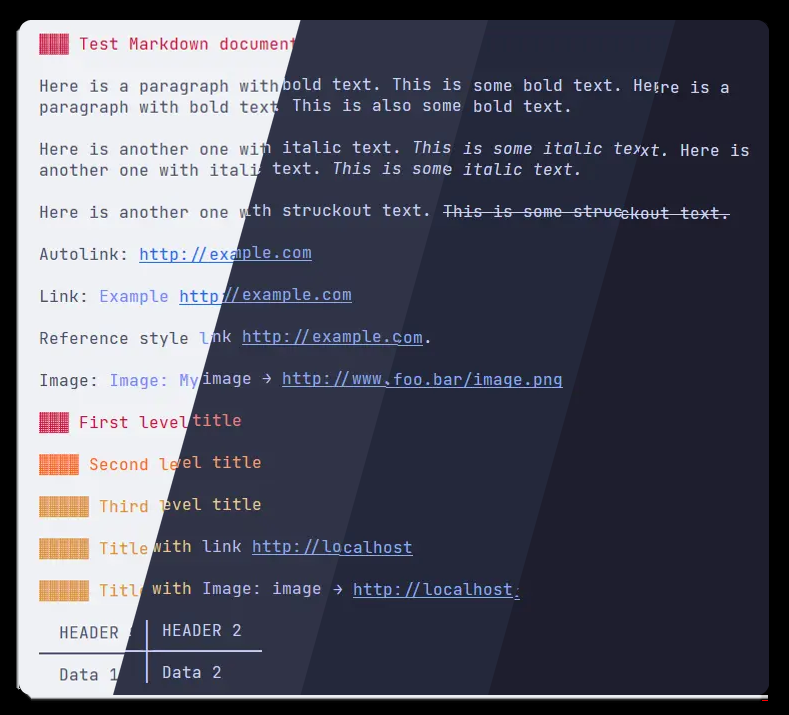 Test Markdown document
Here is a paragraph with bold text. This is some bold text. Here is a
paragraph with bold text. This is also some bold text.
Here is another one with italic text. This is some italic text. Here is
another one with italic text. This is some italic text.
Here is another one with struckout text. This is some struckout text.
Autolink: http://example.com
Link: Example http://example.com
Reference style link http://example.com.
Image: Image: My image → http://www.foo.bar/image.png
First level title
Second level title
Third level title
Title with link http://localhost
Title with Image: image → http://localhost:
HEADER 1 HEADER 2
Data 1 Data 2